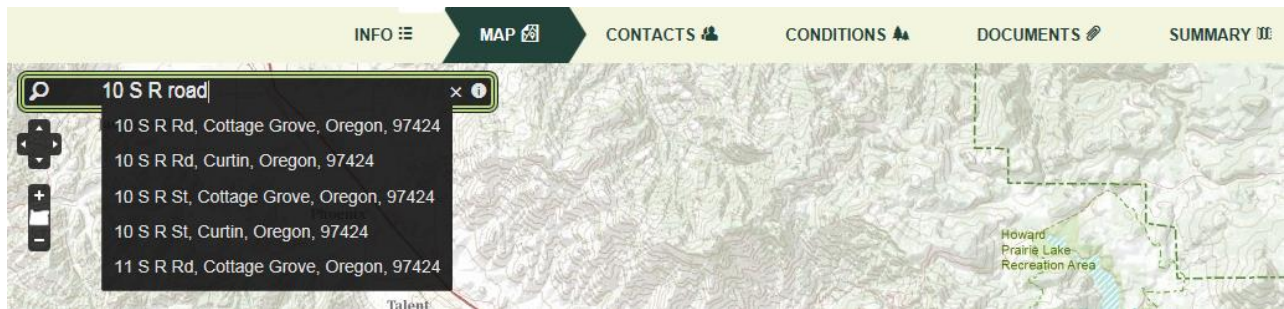 INFO MAP CONTACTS CONDITIONS DOCUMENTS SUMMARY
10 S R road
10 S R Rd, Cottage Grove, Oregon, 97424
10 S R Rd, Curtin, Oregon, 97424
10 S R St, Cottage Grove, Oregon, 97424
Phoenix
10 S R St, Curtin, Oregon, 97424
11 S R Rd, Cottage Grove, Oregon, 97424
Talent
Howard
Prairie Lake
Recreation Area